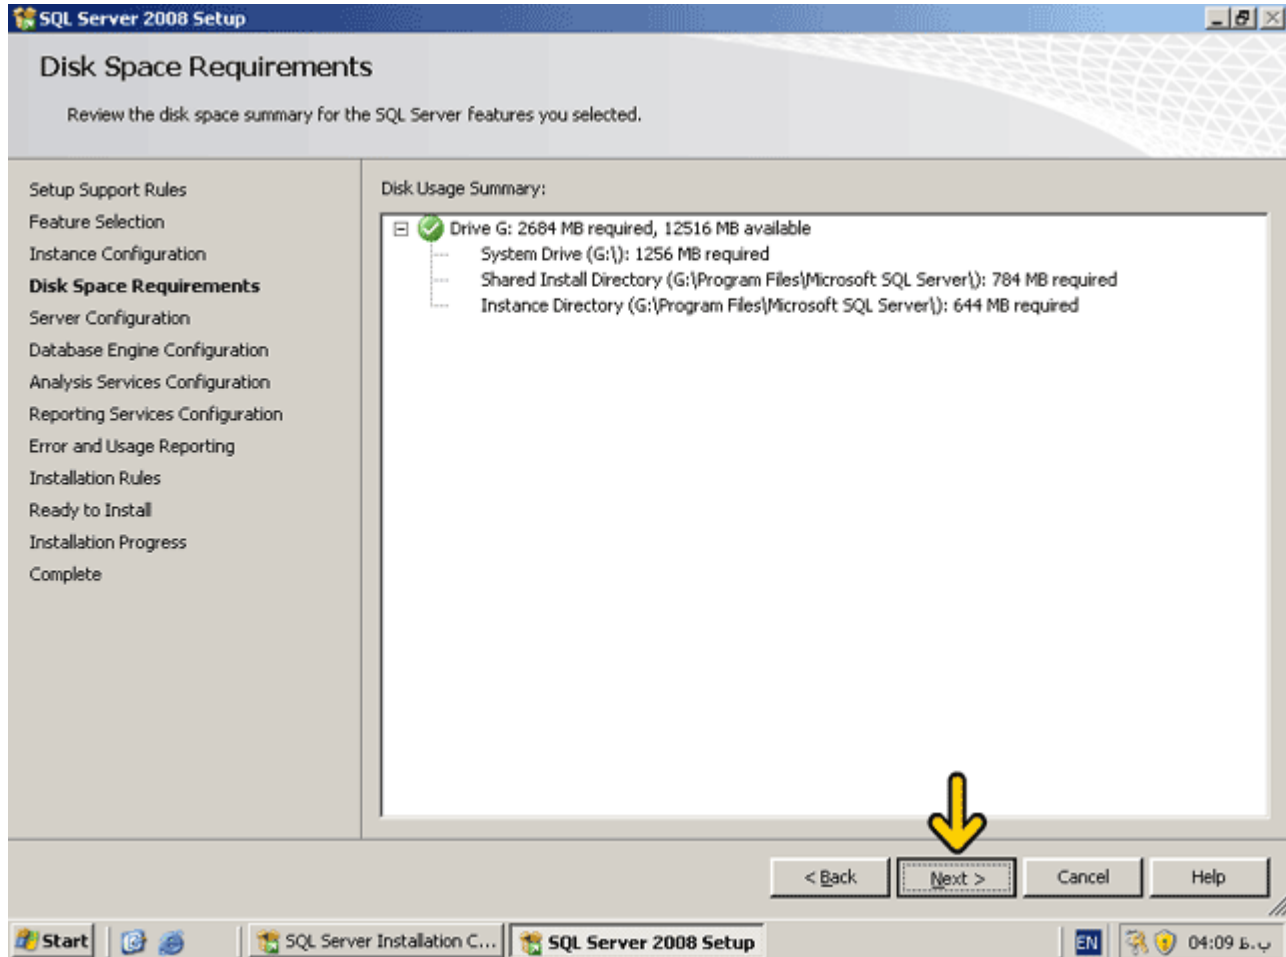 SQL Server 2008 Setup
Disk Space Requirements
Review the disk space summary for the SQL Server features you selected.
Setup Support Rules
Feature Selection
Instance Configuration
Disk Space Requirements
Server Configuration
Database Engine Configuration
Analysis Services Configuration
Reporting Services Configuration
Error and Usage Reporting
Installation Rules
Ready to Install
Installation Progress
Complete
Disk Usage Summary:
Drive G: 2684 MB required, 12516 MB available
System Drive (G:\): 1256 MB required
Shared Install Directory (G:\Program Files\Microsoft SQL Server\): 784 MB required
Instance Directory (G:\Program Files\Microsoft SQL Server\): 644 MB required
< Back Next > Cancel Help
Start SQL Server Installation C... SQL Server 2008 Setup EN 04:09 ب.ظ